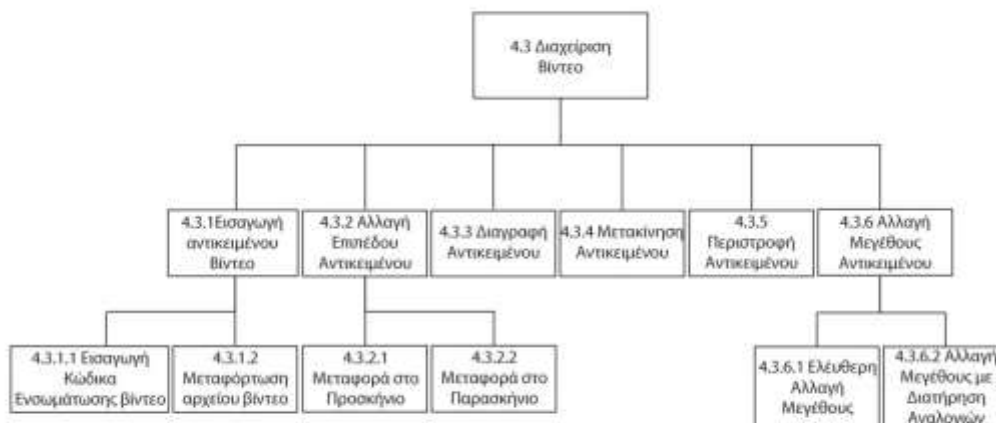 4.3 Διαχείριση
Βίντεο
4.3.1Εισαγωγή
αντικειμένου
Βίντεο
4.3.2 Αλλαγή
Επιπέδου
Αντικειμένου
4.3.3 Διαγραφή
Αντικειμένου
4.3.4 Μετακίνηση
Αντικειμένου
4.3.5
Περιστροφή
Αντικειμένου
4.3.6 Αλλαγή
Μεγέθους
Αντικειμένου
4.3.1.1 Εισαγωγή
Κώδικα
Ενσωμάτωσης βίντεο
4.3.1.2
Μεταφόρτωση
αρχείου βίντεο
4.3.2.1
Μεταφορά στο
Προσκήνιο
4.3.2.2
Μεταφορά στο
Παρασκήνιο
4.3.6.1 Ελέυθερη
Αλλαγή
Μεγέθους
4.3.6.2 Αλλαγή
Μεγέθους με
Διατήρηση
Αναλογιών